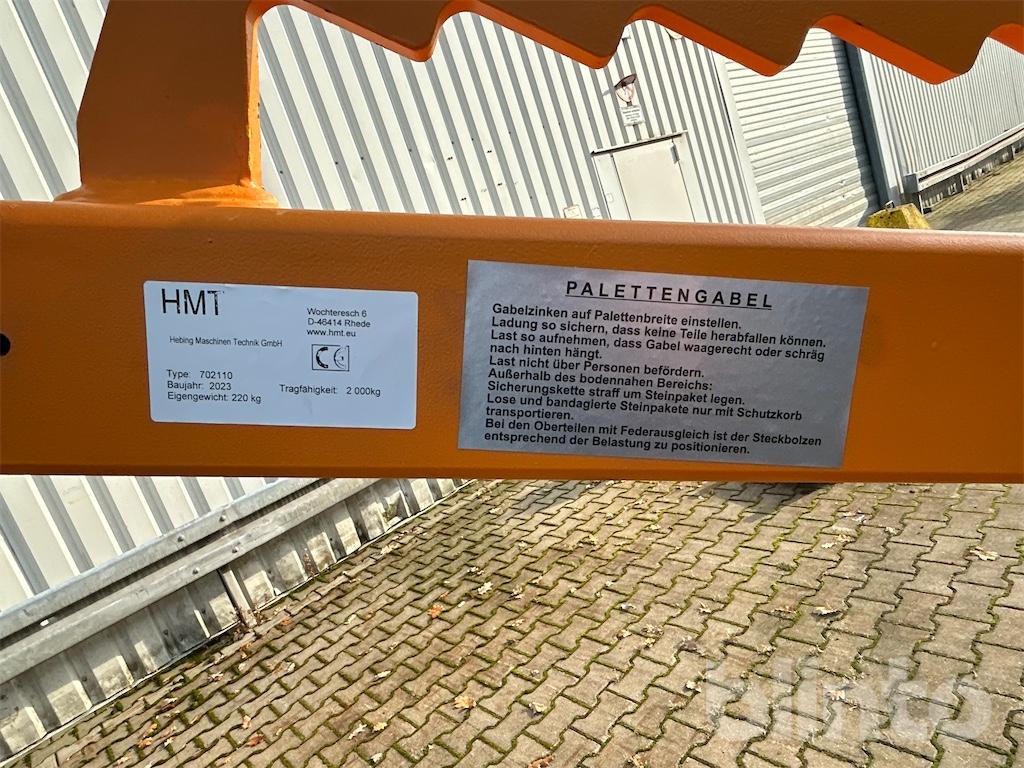 HMT
Wochteresch 6
D-46414 Rhede
www.hmt.eu
Hebing Maschinen Technik GmbH
CE
Type: 702110
Baujahr: 2023
Eigengewicht: 220 kg
Tragfähigkeit: 2 000kg
PALETTENGABEL
Gabelzinken auf Palettenbreite einstellen.
Ladung so sichern, dass keine Teile herabfallen können.
Last so aufnehmen, dass Gabel waagerecht oder schräg
nach hinten hängt.
Last nicht über Personen befördern.
Außerhalb des bodennahen Bereichs:
Sicherungskette straff um Steinpaket legen.
Lose und bandagierte Steinpakete nur mit Schutzkorb
transportieren.
Bei den Oberteilen mit Federausgleich ist der Steckbolzen
entsprechend der Belastung zu positionieren.
blinto